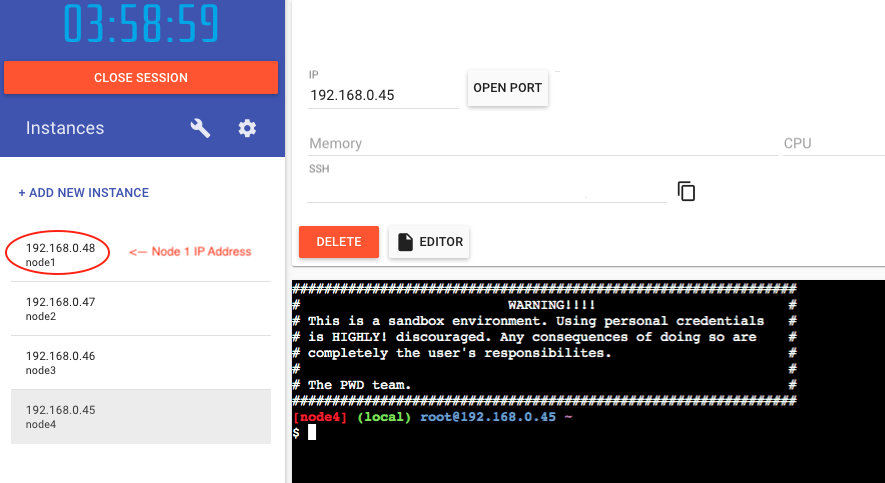 03:58:59
CLOSE SESSION
Instances
+ ADD NEW INSTANCE
192.168.0.48
node1
<-- Node 1 IP Address
192.168.0.47
node2
192.168.0.46
node3
192.168.0.45
node4
IP
192.168.0.45
OPEN PORT
Memory
CPU
SSH
DELETE
EDITOR
###############################################################
# WARNING!!!! #
# This is a sandbox environment. Using personal credentials #
# is HIGHLY! discouraged. Any consequences of doing so are #
# completely the user's responsibilites. #
# #
# The PWD team. #
###############################################################
[node4] (local) root@192.168.0.45 ~
$